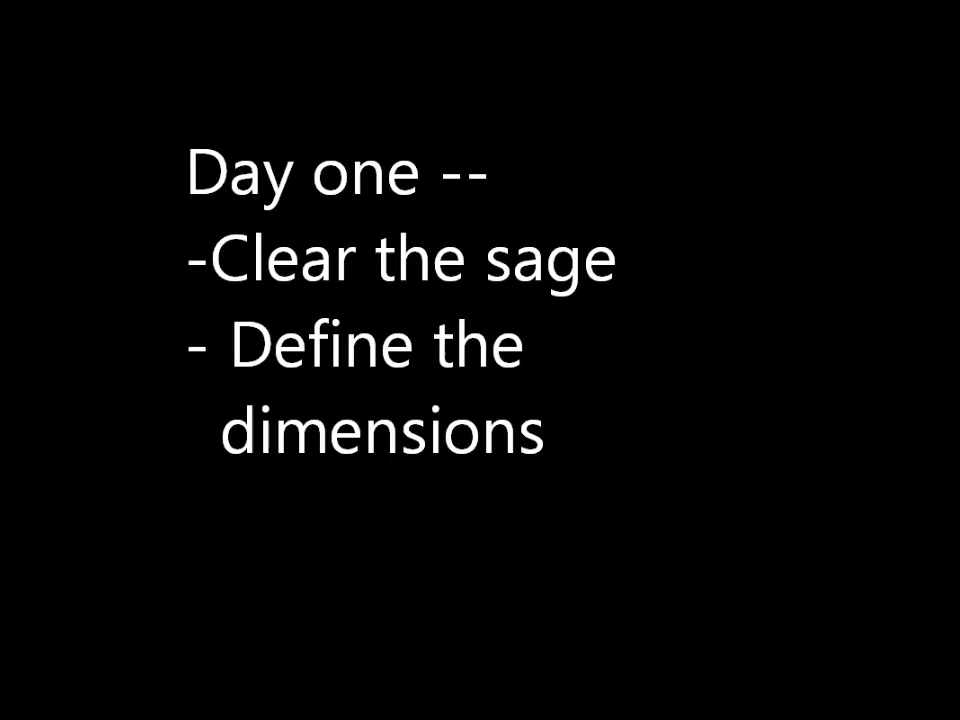 Day one --
-Clear the sage
- Define the
dimensions